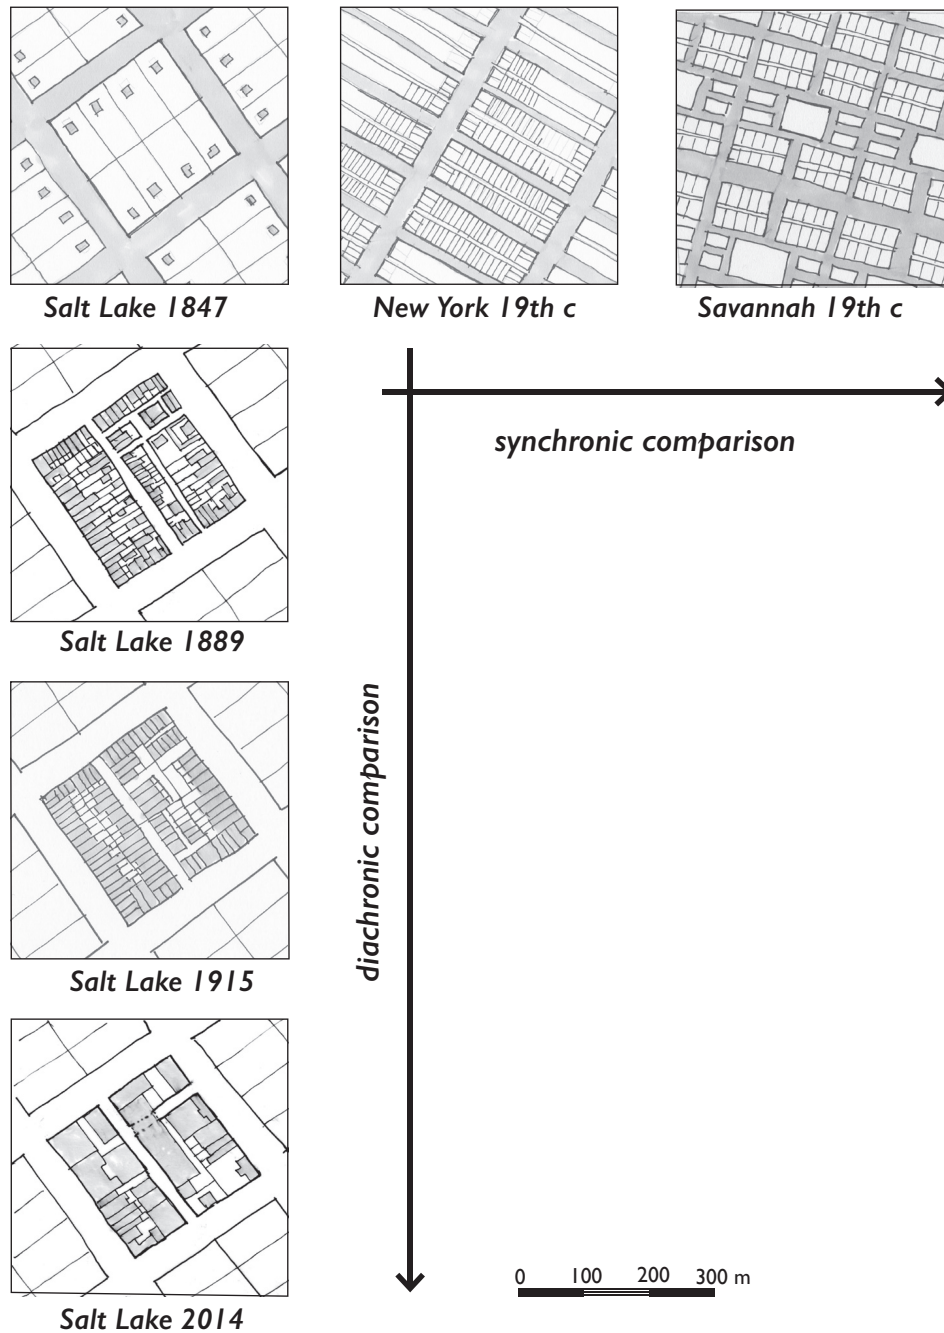 Salt Lake 1847
New York 19th c
Savannah 19th c
synchronic comparison
Salt Lake 1889
diachronic comparison
Salt Lake 1915
0 100 200 300 m
Salt Lake 2014